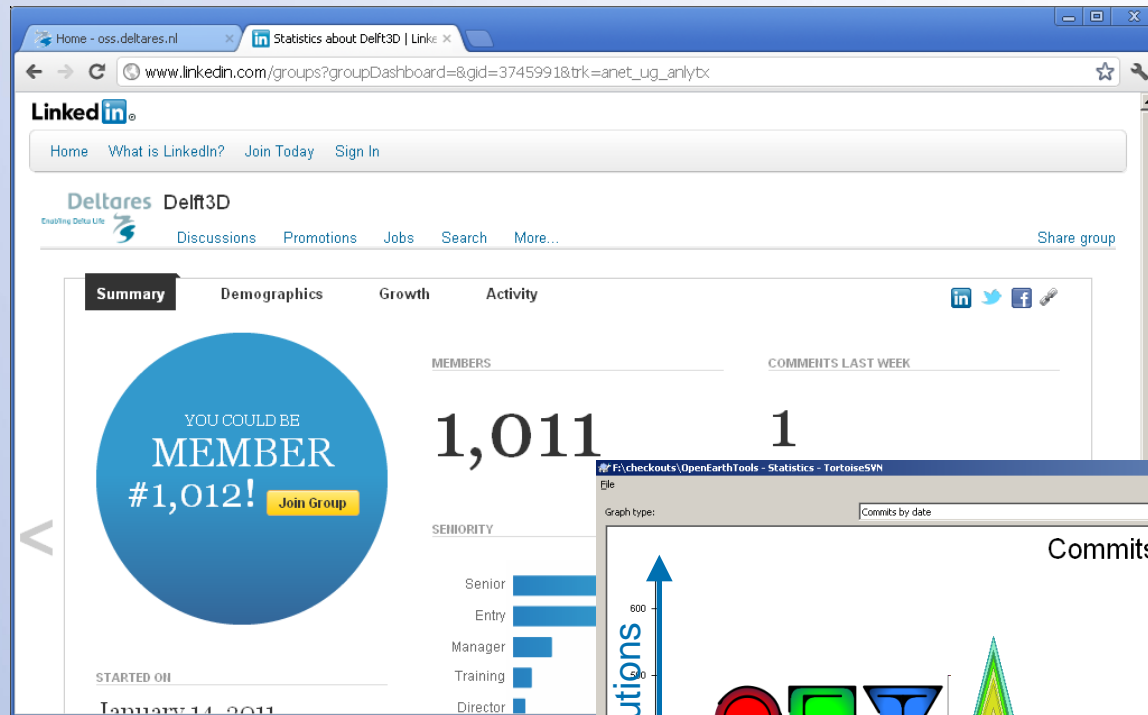 Home - oss.deltares.nl
Statistics about Delft3D | Linke
www.linkedin.com/groups?groupDashboard=&gid=3745991&trk=anet_ug_anlytx
Linked in
Home What is LinkedIn? Join Today Sign In
Deltares Delft3D
Enabling Delta Life
Discussions Promotions Jobs Search More... Share group
Summary Demographics Growth Activity
MEMBERS COMMENTS LAST WEEK
YOU COULD BE
MEMBER
#1,012! Join Group
1,011 1
F:\checkouts\OpenEarthTools - Statistics - TortoiseSVN
File
Graph type: Commits by date
SENIORITY
Commits
Senior
Entry
Manager
Training
Director
600
500
utions
STARTED ON
January 14, 2011